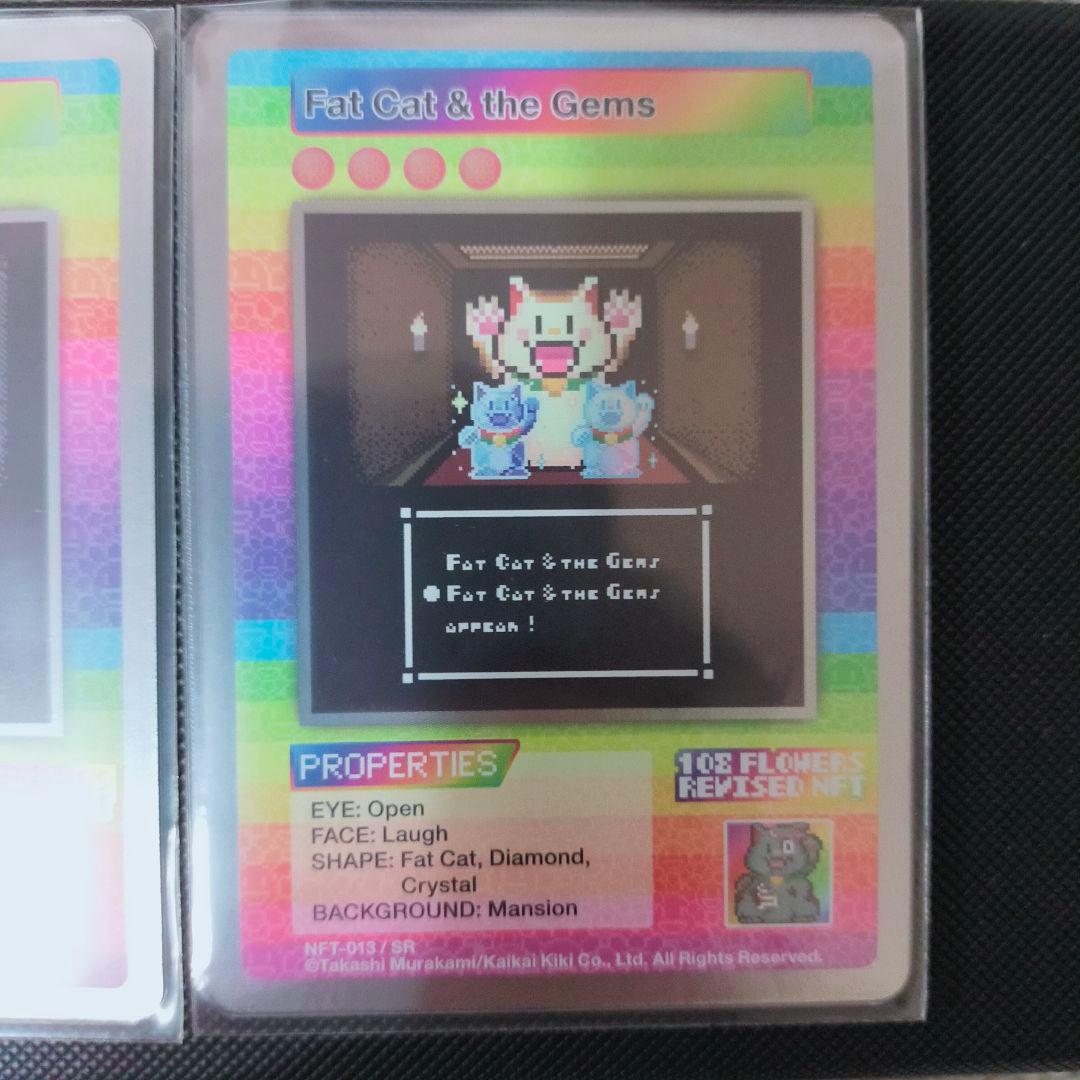 Fat Cat & the Gems
Fat Cat & the Gems
Fat Cat & the Gems
appear !
PROPERTIES
108 FLOWERS
REVISED NFT
EYE: Open
FACE: Laugh
SHAPE: Fat Cat, Diamond,
Crystal
BACKGROUND: Mansion
NFT-013 / SR
©Takashi Murakami/Kaikai Kiki Co., Ltd. All Rights Reserved.